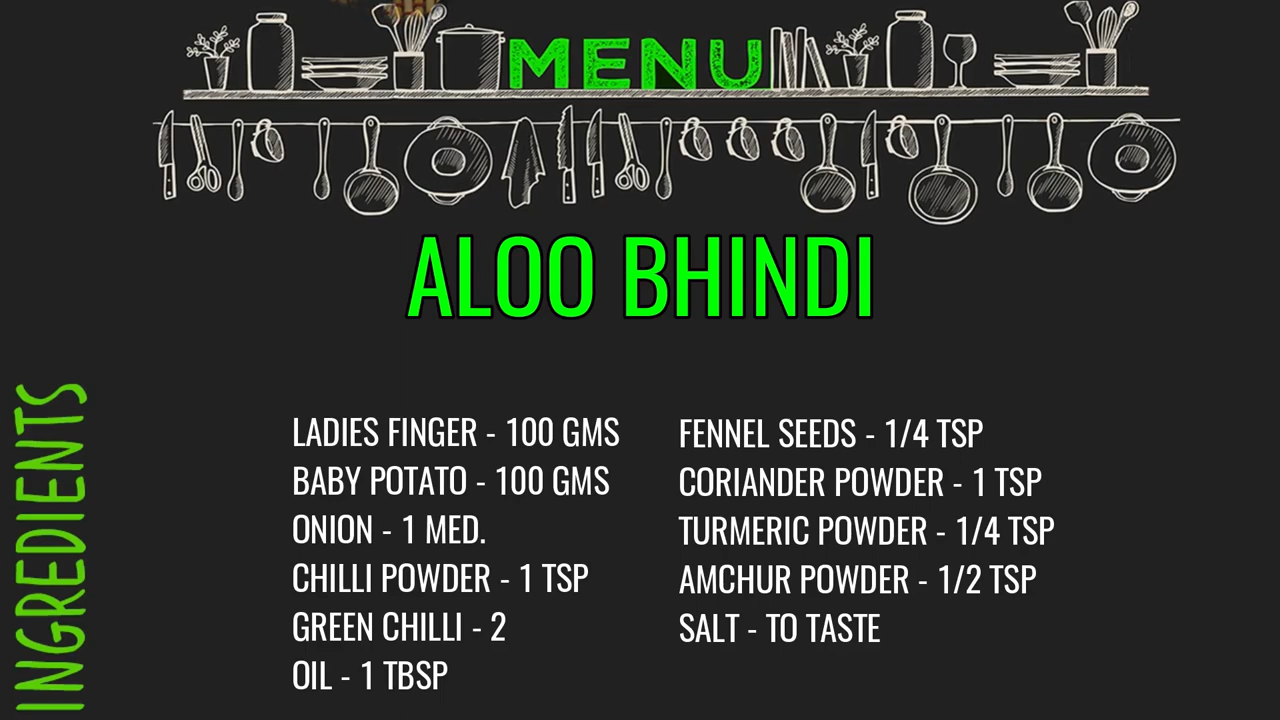 MENU
ALOO BHINDI
INGREDIENTS
LADIES FINGER - 100 GMS
BABY POTATO - 100 GMS
ONION - 1 MED.
CHILLI POWDER - 1 TSP
GREEN CHILLI - 2
OIL - 1 TBSP
FENNEL SEEDS - 1/4 TSP
CORIANDER POWDER - 1 TSP
TURMERIC POWDER - 1/4 TSP
AMCHUR POWDER - 1/2 TSP
SALT - TO TASTE